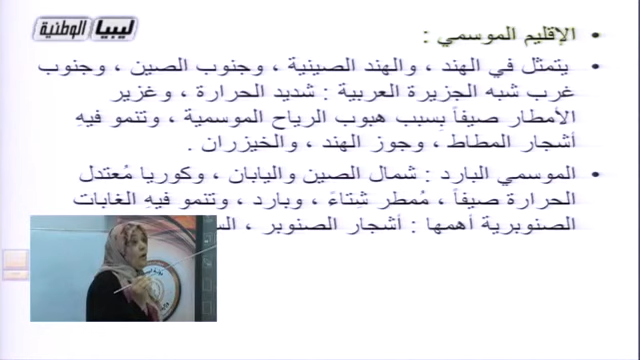 ليبيا الوطنية
• الإقليم الموسمي :
• يتمثل في الهند ، والهند الصينية ، وجنوب الصين ، وجنوب
غرب شبه الجزيرة العربية : شديد الحرارة ، وغزير
الأمطار صيفاً بِسبب هبوب الرياح الموسمية ، وتنمو فيهِ
أشجار المطاط ، وجوز الهند ، والخيزران .
• الموسمي البارد : شمال الصين واليابان ، وكوريا مُعتدل
الحرارة صيفاً ، مُمطر شِتاءً ، وبارد ، وتنمو فيهِ الغابات
الصنوبرية أهمها : أشجار الصنوبر ،